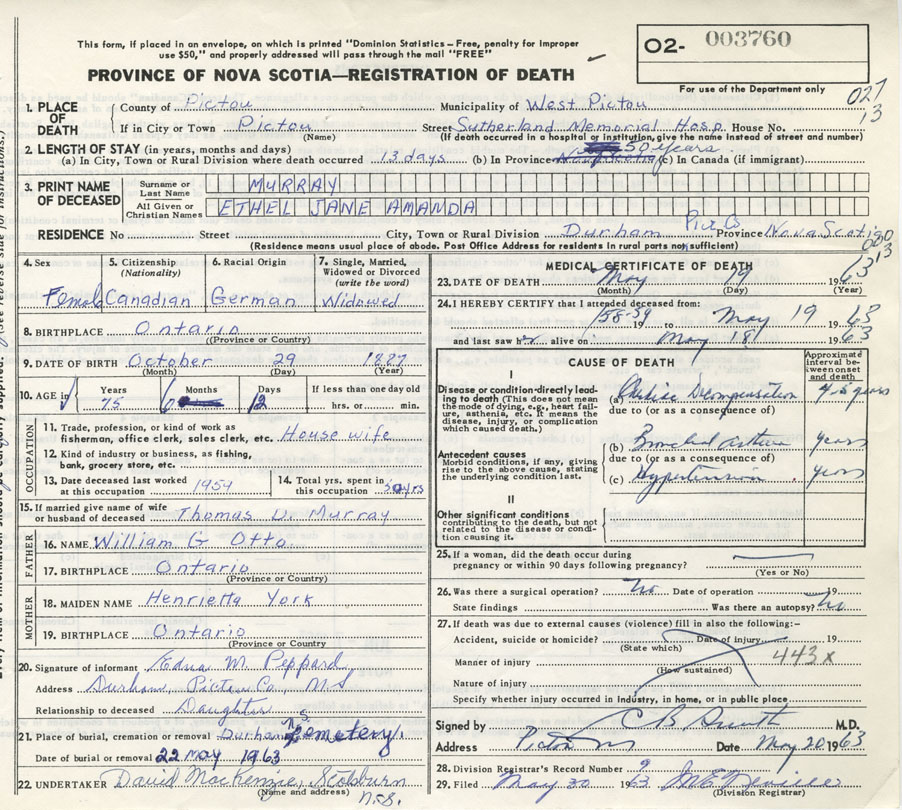 This form, if placed in an envelope, on which is printed "Dominion Statistics – Free, penalty for improper
use $50," and properly addressed will pass through the mail "FREE"
O2- 003760
PROVINCE OF NOVA SCOTIA—REGISTRATION OF DEATH
For use of the Department only
027
13
1. PLACE OF DEATH County of Pictou Municipality of West Pictou
If in City or Town Pictou Street Sutherland Memorial Hosp House No.
(Name) (If death occurred in a hospital or institution, give the name instead of street and number)
2. LENGTH OF STAY (in years, months and days)
(a) In City, Town or Rural Division where death occurred 13 days (b) In Province 50 years (c) In Canada (if immigrant)
3. PRINT NAME OF DECEASED Surname or Last Name MURRAY
All Given or Christian Names ETHEL JANE AMANDA
RESIDENCE No Street City, Town or Rural Division Durham Pict Co Province Nova Scotia
(Residence means usual place of abode. Post Office Address for residents in rural parts not sufficient)
080
13
4. Sex Female
5. Citizenship (Nationality) Canadian
6. Racial Origin German
7. Single, Married, Widowed or Divorced (write the word) Widowed
8. BIRTHPLACE Ontario
(Province or Country)
9. DATE OF BIRTH October 29 1887
(Month) (Day) (Year)
10. AGE in Years 75 Months 6 Days 12 If less than one day old hrs. or min.
OCCUPATION
11. Trade, profession, or kind of work as
fisherman, office clerk, sales clerk, etc. House wife
12. Kind of industry or business, as fishing,
bank, grocery store, etc.
13. Date deceased last worked at this occupation 1959
14. Total yrs. spent in this occupation 50 yrs
15. If married give name of wife
or husband of deceased Thomas D. Murray
FATHER
16. NAME William G Otto
17. BIRTHPLACE Ontario
(Province or Country)
MOTHER
18. MAIDEN NAME Henrietta York
19. BIRTHPLACE Ontario
(Province or Country)
20. Signature of informant Edna M. Peppard
Address Durham, Pictou Co., N.S
Relationship to deceased Daughter
21. Place of burial, cremation or removal Durham N.S. Cemetery.
Date of burial or removal 22 May 1963
22. UNDERTAKER David MacKenzie, Scotsburn
(Name and address) N.S.
MEDICAL CERTIFICATE OF DEATH
23. DATE OF DEATH May 19 1963
(Month) (Day) (Year)
24. I HEREBY CERTIFY that I attended deceased from:
1958-59 19 to May 19 1963
and last saw her alive on May 18 1963
CAUSE OF DEATH
Approximate interval between onset and death
I
Disease or condition directly leading to death (This does not mean the mode of dying, e.g., heart failure, asthenia, etc. It means the disease, injury, or complication which caused death.)
(a) Cardiac Decompensation 4-5 years
due to (or as a consequence of)
Antecedent causes
Morbid conditions, if any, giving rise to the above cause, stating the underlying condition last.
(b) Bronchial asthma years
due to (or as a consequence of)
(c) Hypertension years
II
Other significant conditions
contributing to the death, but not related to the disease or condition causing it.
25. If a woman, did the death occur during
pregnancy or within 90 days following pregnancy?
(Yes or No)
26. Was there a surgical operation? No Date of operation 19
State findings Was there an autopsy? No
27. If death was due to external causes (violence) fill in also the following:-
Accident, suicide or homicide? Date of injury 19
(State which)
Manner of injury 443x
(How sustained)
Nature of injury
Specify whether injury occurred in industry, in home, or in public place
Signed by C B Smith M.D.
Address Pictou NS Date May 20 1963
28. Division Registrar's Record Number 9
29. Filed May 20 1963
(Division Registrar)